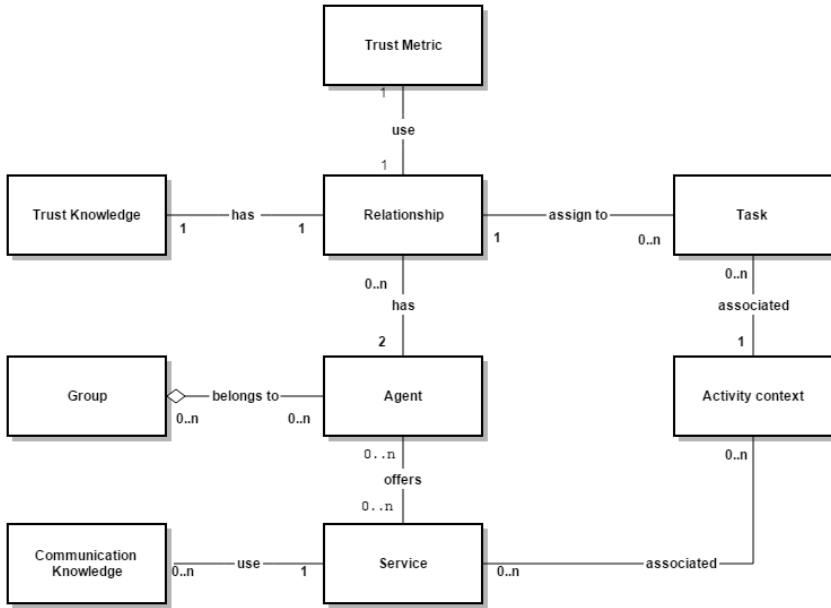 Trust Metric
1
use
1
Trust Knowledge
has
Relationship
assign to
Task
1
1
1
0..n
0..n
0..n
has
associated
2
1
Group
belongs to
Agent
Activity context
0..n
0..n
0..n
0..n
offers
0..n
Communication
Knowledge
use
Service
associated
0..n
1
0..n